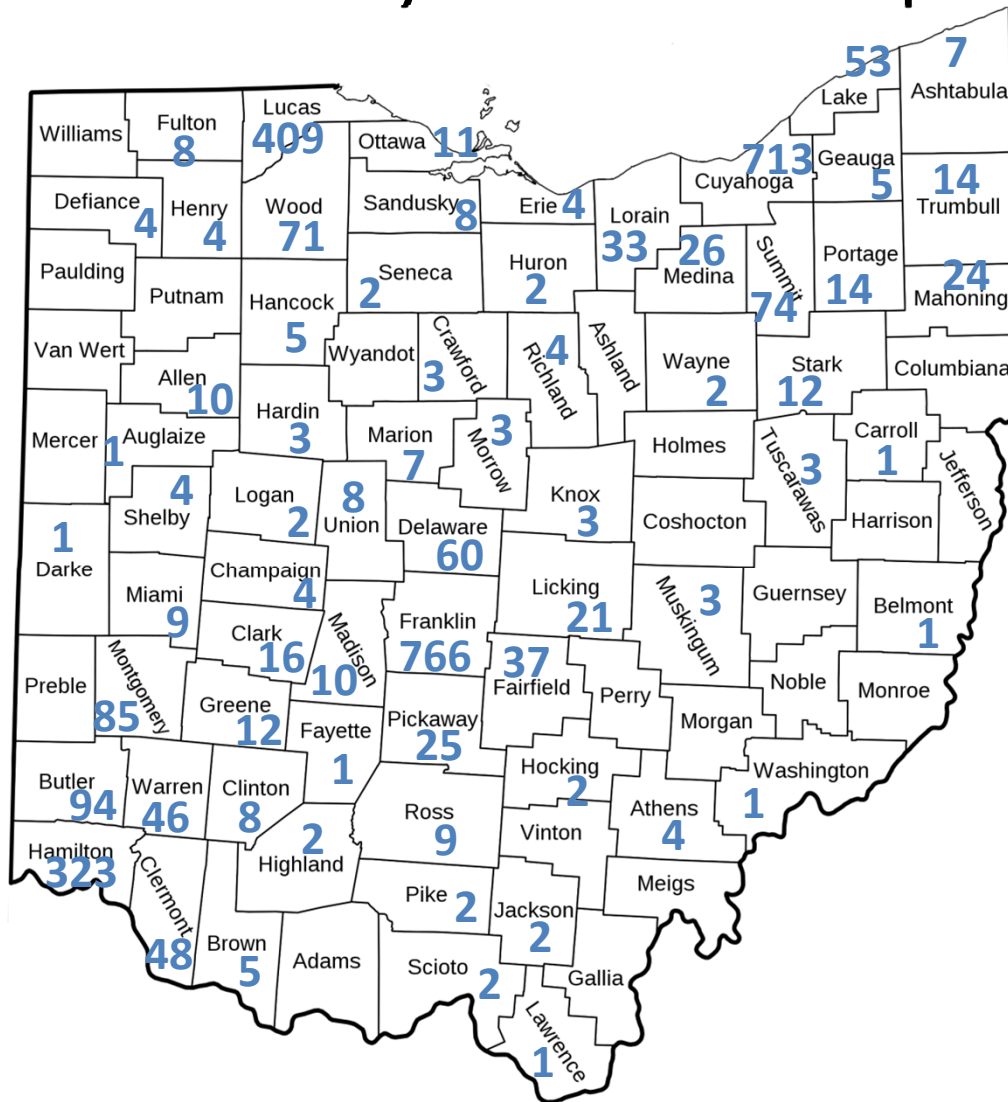 53
7
Lake
Ashtabula
Williams
Fulton
8
Lucas
409
Ottawa
11
713
Cuyahoga
Geauga
5
14
Trumbull
Defiance
4
Henry
4
Wood
71
Sandusky
8
Erie
4
Lorain
33
26
Medina
Summit
74
Portage
14
24
Mahoning
Paulding
Putnam
Hancock
5
Seneca
2
Huron
2
Van Wert
Allen
10
Wyandot
Crawford
3
Richland
4
Ashland
Wayne
2
Stark
12
Columbiana
Mercer
1
Auglaize
Hardin
3
Marion
7
3
Morrow
Holmes
Tuscarawas
3
Carroll
1
Jefferson
4
Shelby
Logan
2
8
Union
Delaware
60
Knox
3
Coshocton
Harrison
1
Darke
Miami
9
Champaign
4
Clark
16
Madison
10
Franklin
766
Licking
21
Muskingum
3
Guernsey
Belmont
1
Preble
Montgomery
85
Greene
12
Fayette
1
Pickaway
25
37
Fairfield
Perry
Morgan
Noble
Monroe
Butler
94
Warren
46
Clinton
8
2
Highland
Ross
9
Hocking
2
Vinton
Athens
4
Washington
1
Hamilton
323
Clermont
48
Brown
5
Adams
Pike
2
Jackson
2
Meigs
Scioto
2
Gallia
Lawrence
1